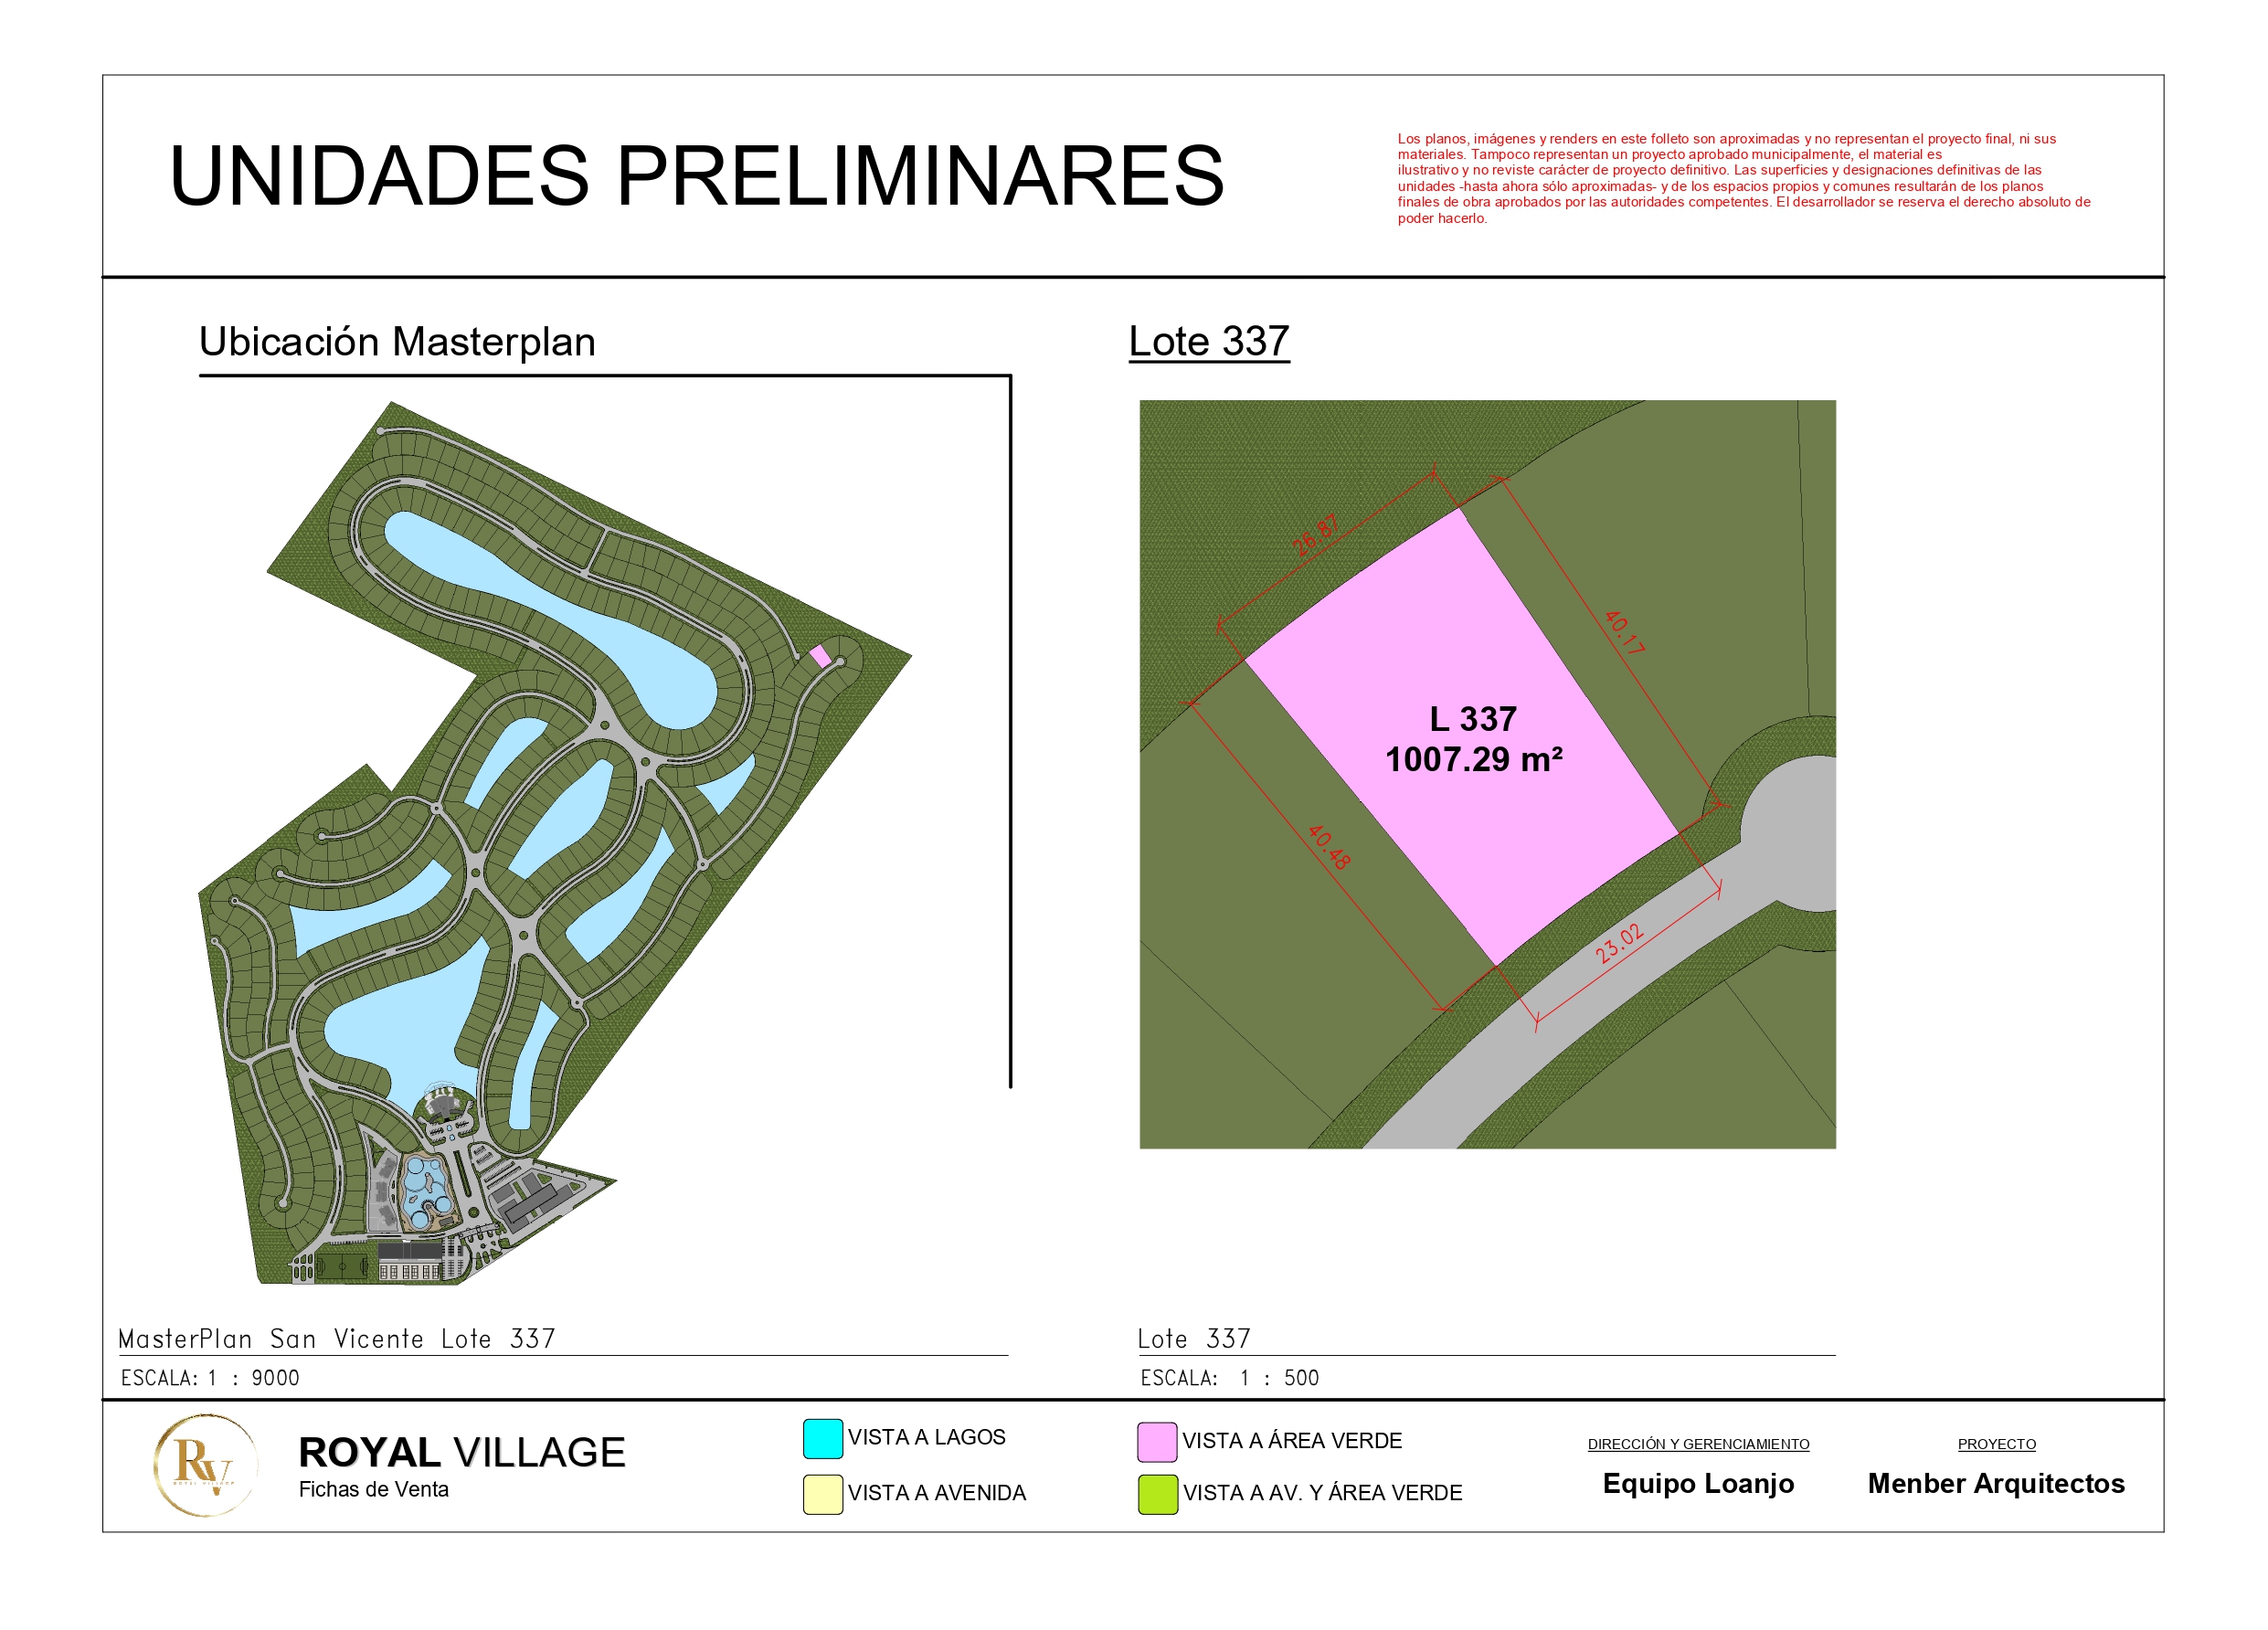 UNIDADES PRELIMINARES
Los planos, imágenes y renders en este folleto son aproximadas y no representan el proyecto final, ni sus
materiales. Tampoco representan un proyecto aprobado municipalmente, el material es
ilustrativo y no reviste carácter de proyecto definitivo. Las superficies y designaciones definitivas de las
unidades -hasta ahora sólo aproximadas- y de los espacios propios y comunes resultarán de los planos
finales de obra aprobados por las autoridades competentes. El desarrollador se reserva el derecho absoluto de
poder hacerlo.
Ubicación Masterplan
Lote 337
26.87
40.17
L 337
1007.29 m²
40.48
23.02
MasterPlan San Vicente Lote 337
ESCALA: 1 : 9000
Lote 337
ESCALA: 1 : 500
RV
ROYAL VILLAGE
ROYAL VILLAGE
Fichas de Venta
VISTA A LAGOS
VISTA A AVENIDA
VISTA A ÁREA VERDE
VISTA A AV. Y ÁREA VERDE
DIRECCIÓN Y GERENCIAMIENTO
Equipo Loanjo
PROYECTO
Menber Arquitectos